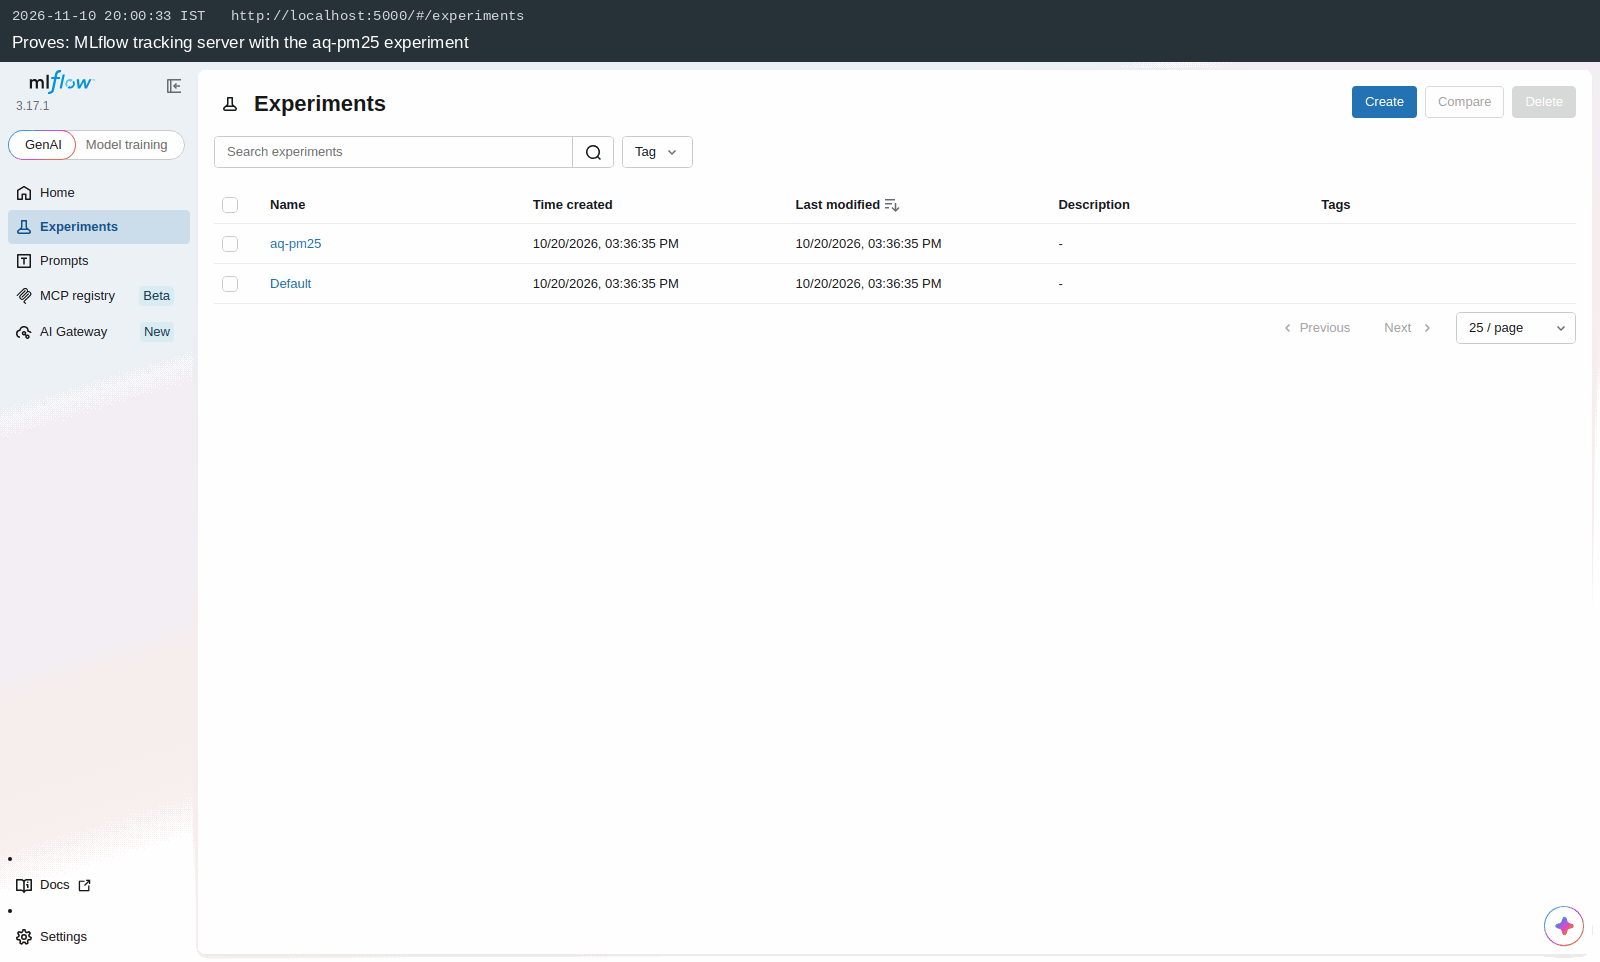 2026-11-10 20:00:33 IST http://localhost:5000/#/experiments
Proves: MLflow tracking server with the aq-pm25 experiment
mlflow
3.17.1
GenAI Model training
Home
Experiments
Prompts
MCP registry Beta
AI Gateway New
Docs
Settings
Experiments
Create Compare Delete
Search experiments Tag
Name Time created Last modified Description Tags
aq-pm25 10/20/2026, 03:36:35 PM 10/20/2026, 03:36:35 PM -
Default 10/20/2026, 03:36:35 PM 10/20/2026, 03:36:35 PM -
Previous Next 25 / page